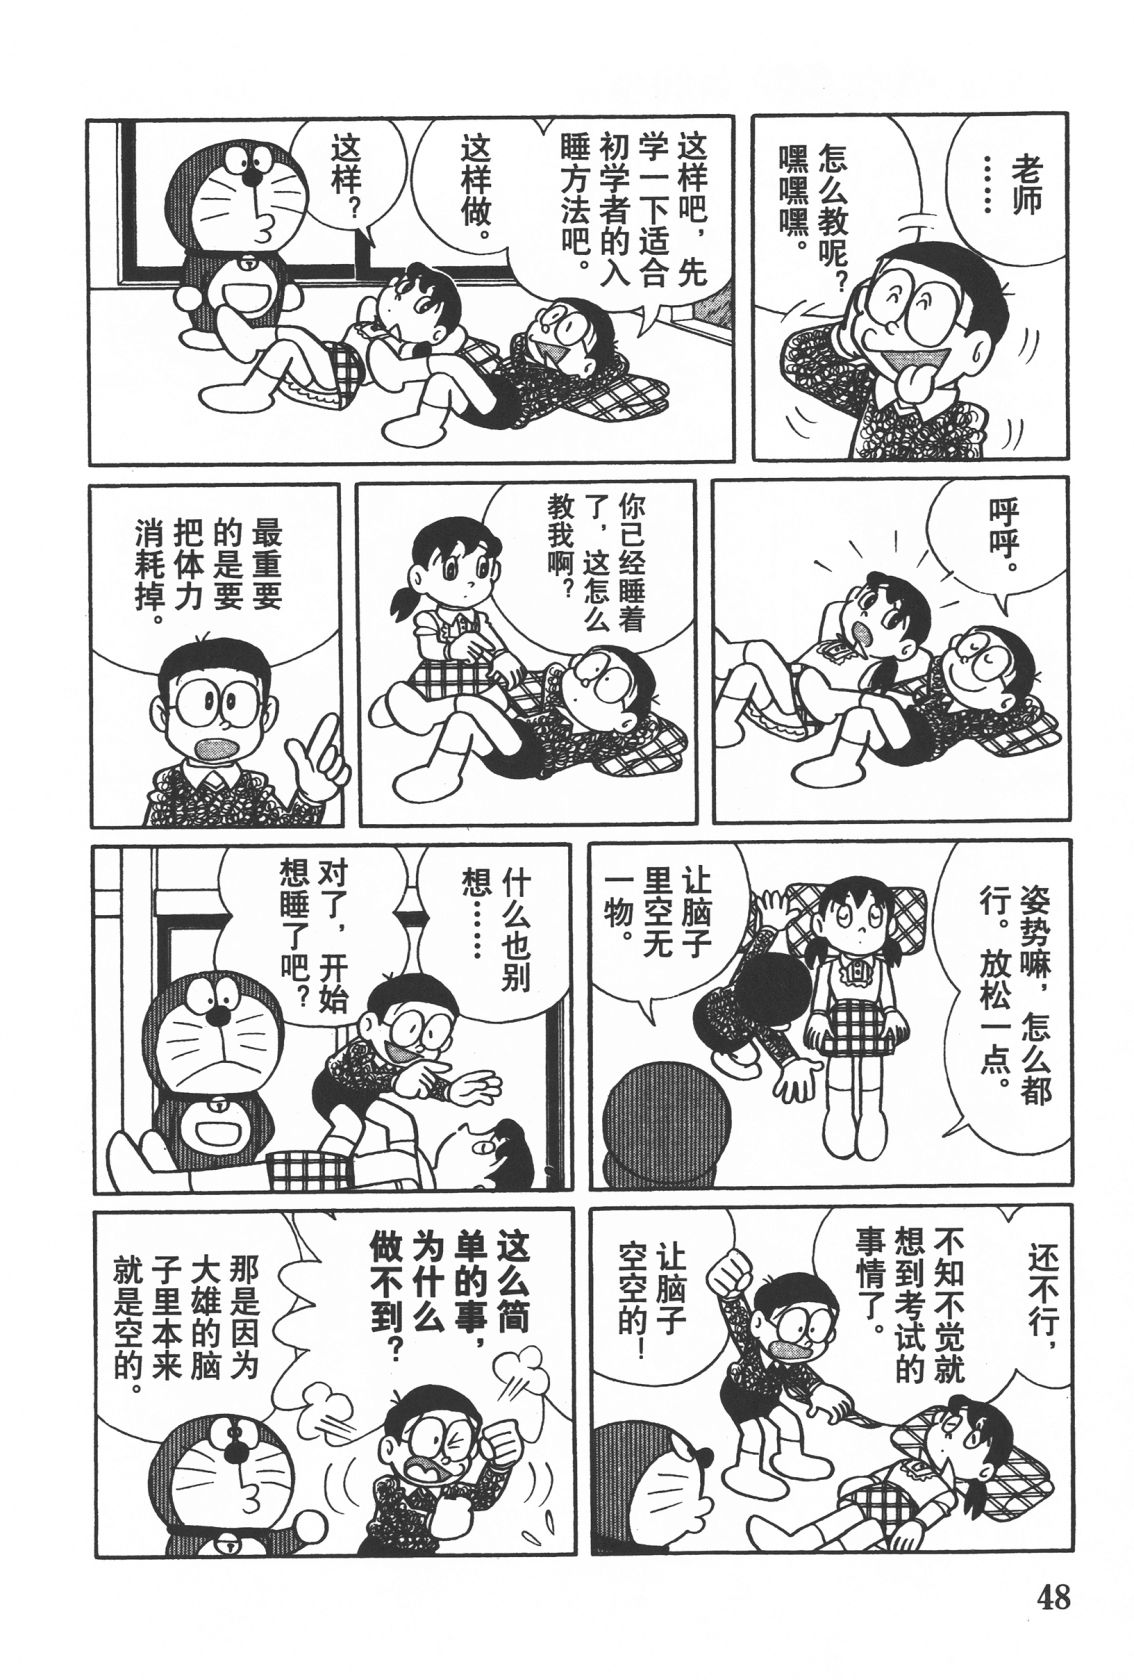 老师
……
怎么教呢？
嘿嘿嘿。
这样吧，先
学一下适合
初学者的入
睡方法吧。
这样做。
这样？
呼呼。
你已经睡着
了，这怎么
教我啊？
最重要
的是要
把体力
消耗掉。
姿势嘛，怎么都
行。放松一点。
让脑子
里空无
一物。
什么也别
想……
对了，开始
想睡了吧？
还不行，
不知不觉就
想到考试的
事情了。
让脑子
空空的！
这么简
单的事，
为什么
做不到？
那是因为
大雄的脑
子里本来
就是空的。
48